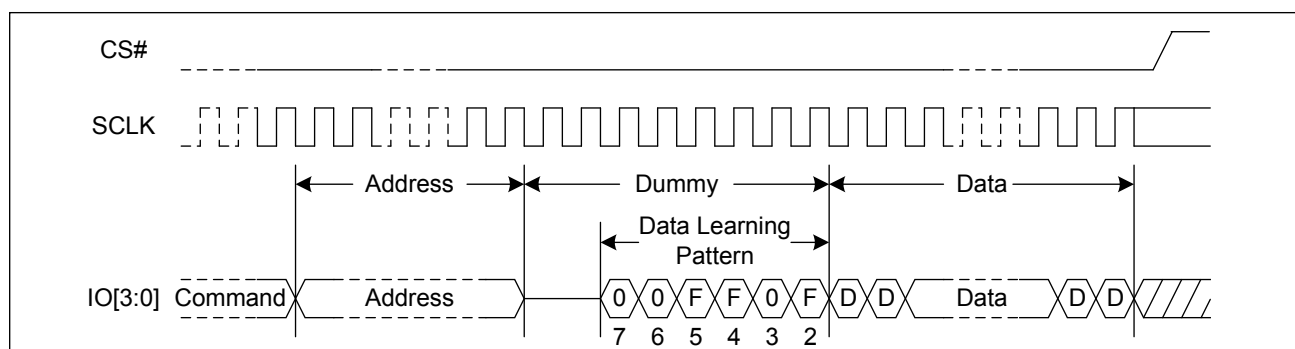 CS#
SCLK
Address Dummy Data
Data Learning
Pattern
IO[3:0] Command Address 0 0 F F 0 F D D Data D D
7 6 5 4 3 2